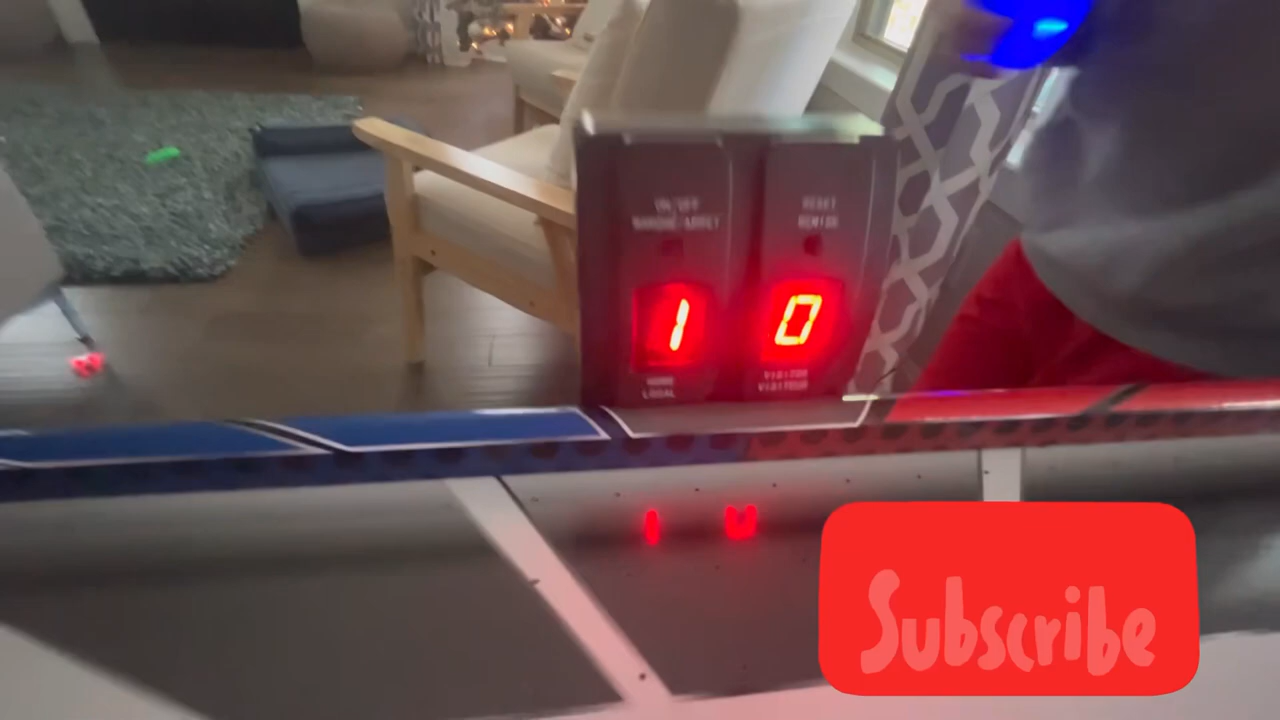 ON/OFF
MARCHE/ARRET
RESET
REMISE
1
0
HOME
LOCAL
VISITOR
VISITEUR
Subscribe